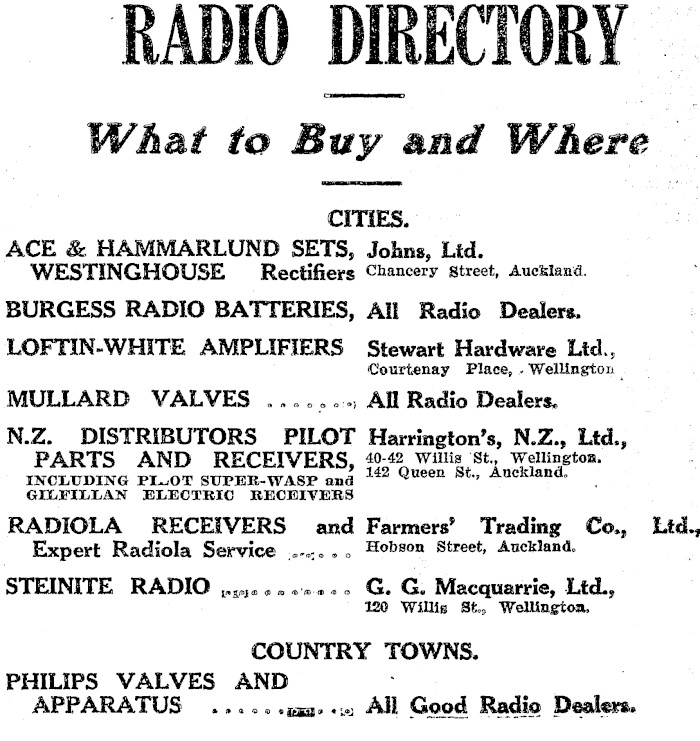 RADIO DIRECTORY
What to Buy and Where
CITIES.
ACE & HAMMARLUND SETS, Johns, Ltd.
WESTINGHOUSE Rectifiers Chancery Street, Auckland.
BURGESS RADIO BATTERIES, All Radio Dealers.
LOFTIN-WHITE AMPLIFIERS Stewart Hardware Ltd.,
Courtenay Place, Wellington
MULLARD VALVES ........ All Radio Dealers.
N.Z. DISTRIBUTORS PILOT Harrington's, N.Z., Ltd.,
PARTS AND RECEIVERS, 40-42 Willis St., Wellington.
142 Queen St., Auckland.
INCLUDING PILOT SUPER-WASP and
GILFILLAN ELECTRIC RECEIVERS
RADIOLA RECEIVERS and Farmers' Trading Co., Ltd.,
Expert Radiola Service ...... Hobson Street, Auckland.
STEINITE RADIO ............ G. G. Macquarrie, Ltd.,
120 Willis St., Wellington.
COUNTRY TOWNS.
PHILIPS VALVES AND
APPARATUS ............ All Good Radio Dealers.